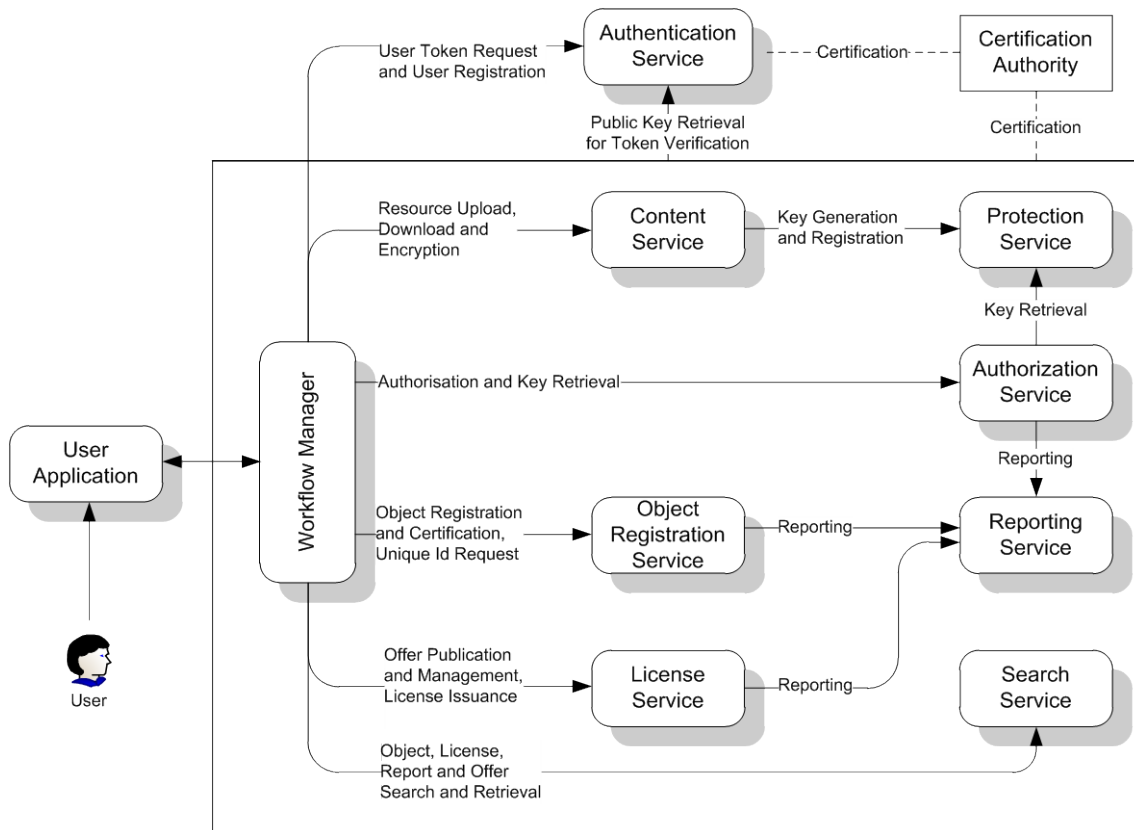 User Token Request
and User Registration
Authentication
Service
Certification
Certification
Authority
Public Key Retrieval
for Token Verification
Certification
Resource Upload,
Download and
Encryption
Content
Service
Key Generation
and Registration
Protection
Service
Key Retrieval
Workflow Manager
Authorisation and Key Retrieval
Authorization
Service
User
Application
Reporting
Object Registration
and Certification,
Unique Id Request
Object
Registration
Service
Reporting
Reporting
Service
User
Offer Publication
and Management,
License Issuance
License
Service
Reporting
Search
Service
Object, License,
Report and Offer
Search and Retrieval